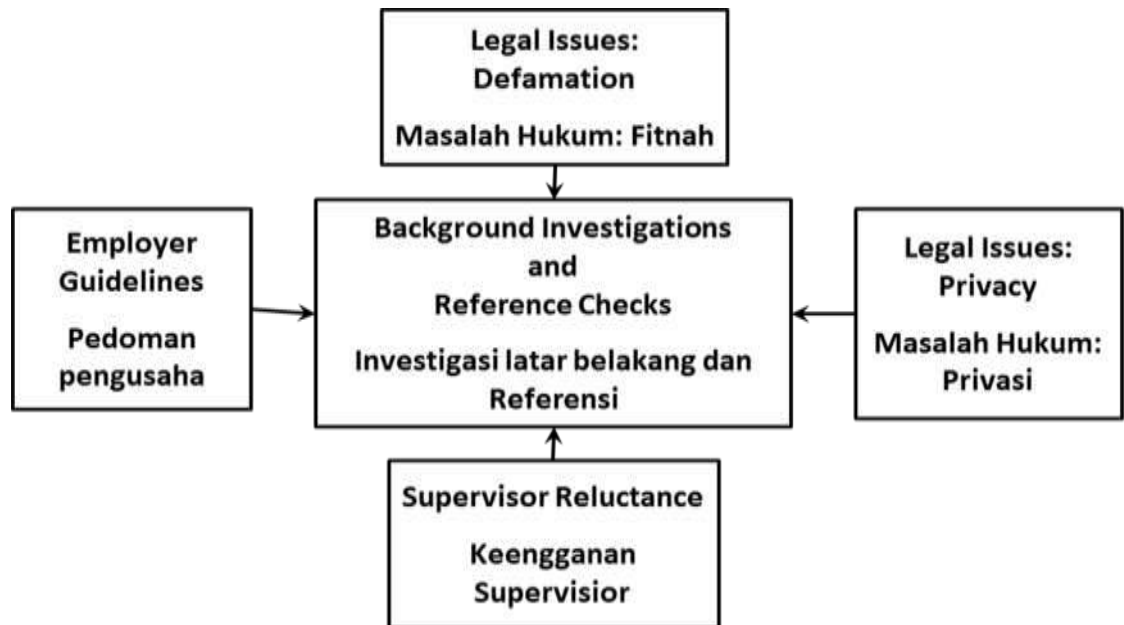 Legal Issues:
Defamation
Masalah Hukum: Fitnah
Employer
Guidelines
Pedoman
pengusaha
Background Investigations
and
Reference Checks
Investigasi latar belakang dan
Referensi
Legal Issues:
Privacy
Masalah Hukum:
Privasi
Supervisor Reluctance
Keengganan
Supervisior